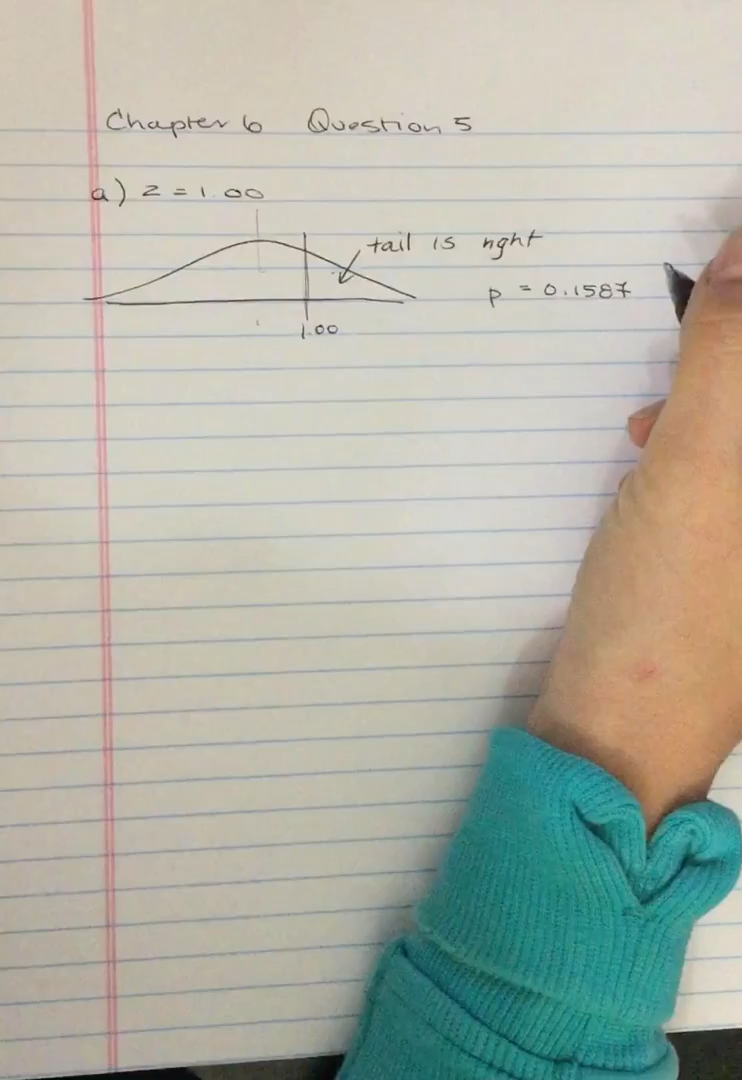 Chapter 6 Question 5
a) z = 1.00
tail is right
p = 0.1587
1.00